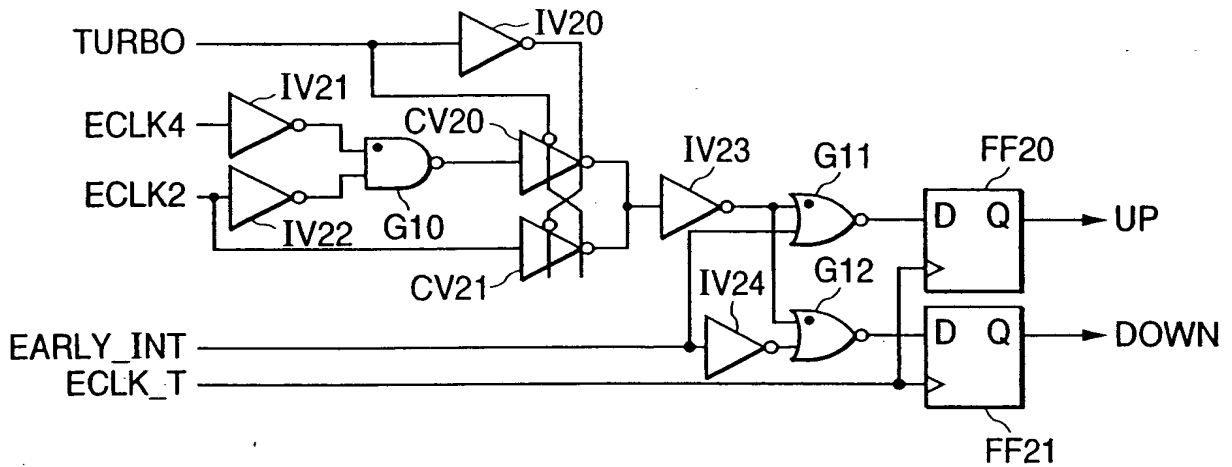 IV20
TURBO
IV21
ECLK4
CV20
IV23
G11
FF20
ECLK2
G10
D Q
UP
IV22
CV21
IV24
G12
EARLY_INT
D Q
DOWN
ECLK_T
FF21